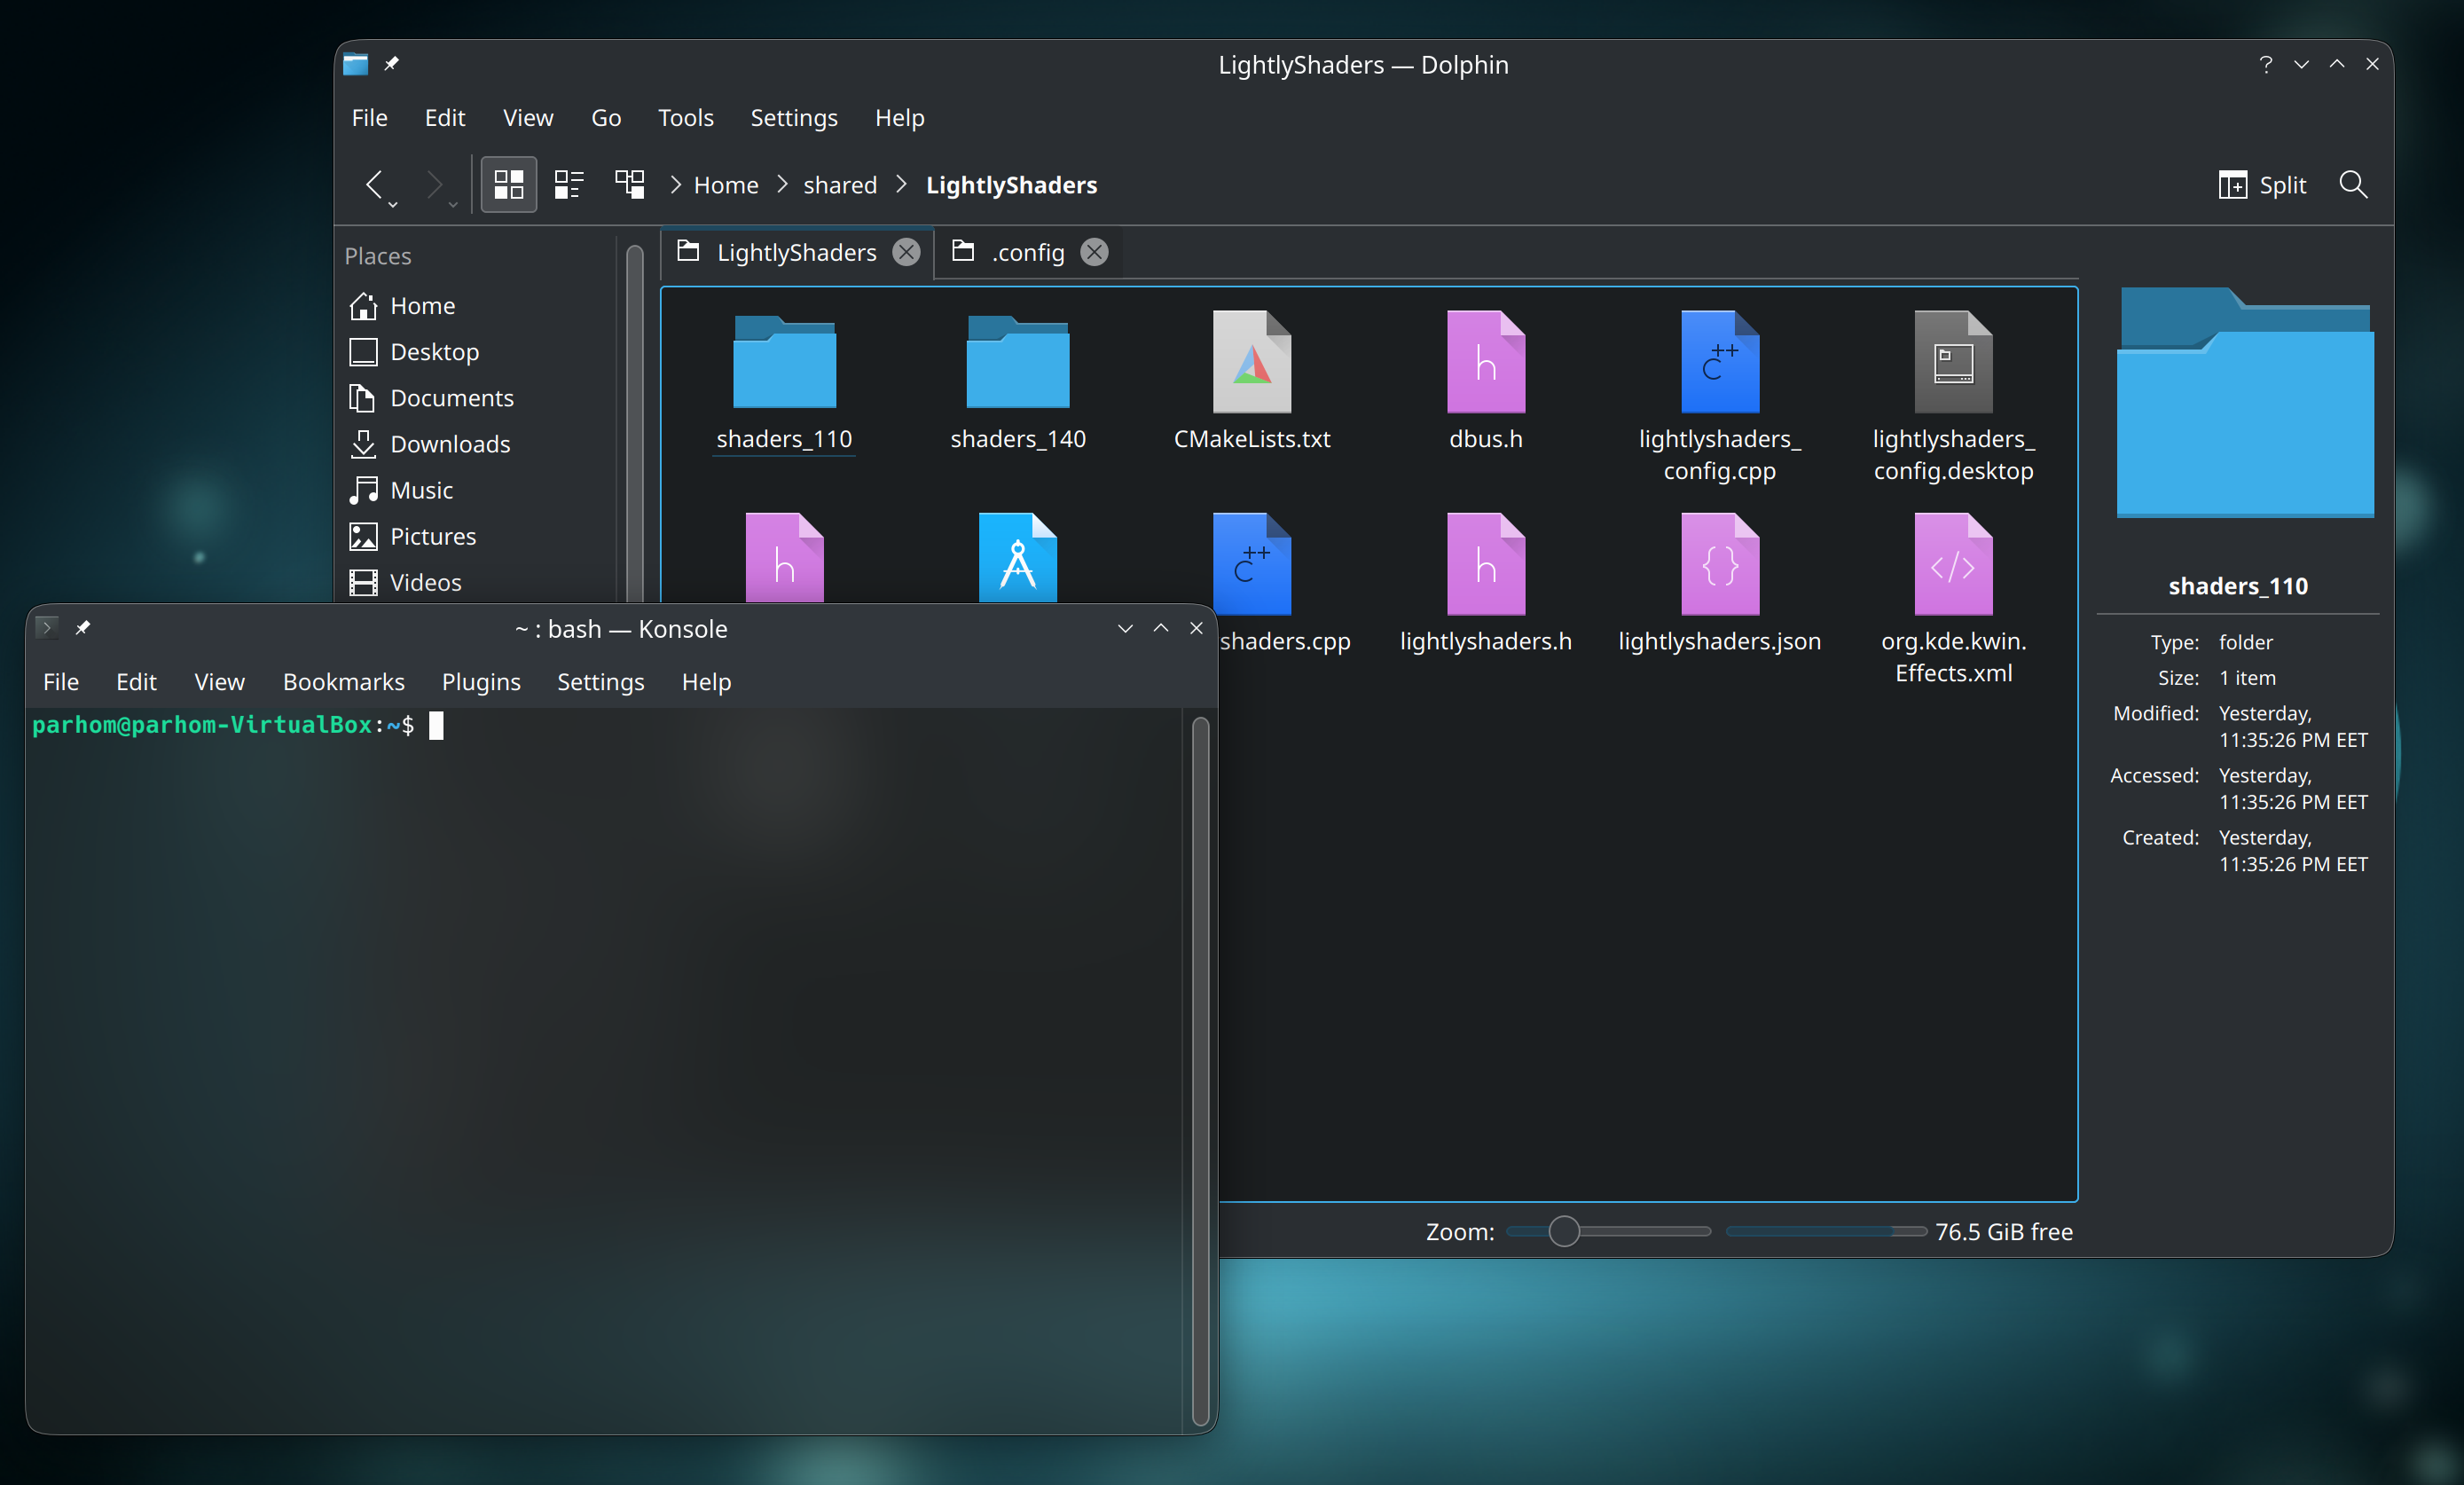 LightlyShaders — Dolphin
File Edit View Go Tools Settings Help
Home shared LightlyShaders Split
Places
Home
Desktop
Documents
Downloads
Music
Pictures
Videos
LightlyShaders .config
shaders_110 shaders_140 CMakeLists.txt dbus.h lightlyshaders_ lightlyshaders_
config.cpp config.desktop
shaders.cpp lightlyshaders.h lightlyshaders.json org.kde.kwin.
Effects.xml
shaders_110
Type: folder
Size: 1 item
Modified: Yesterday,
11:35:26 PM EET
Accessed: Yesterday,
11:35:26 PM EET
Created: Yesterday,
11:35:26 PM EET
Zoom: 76.5 GiB free
~ : bash — Konsole
File Edit View Bookmarks Plugins Settings Help
parhom@parhom-VirtualBox:~$